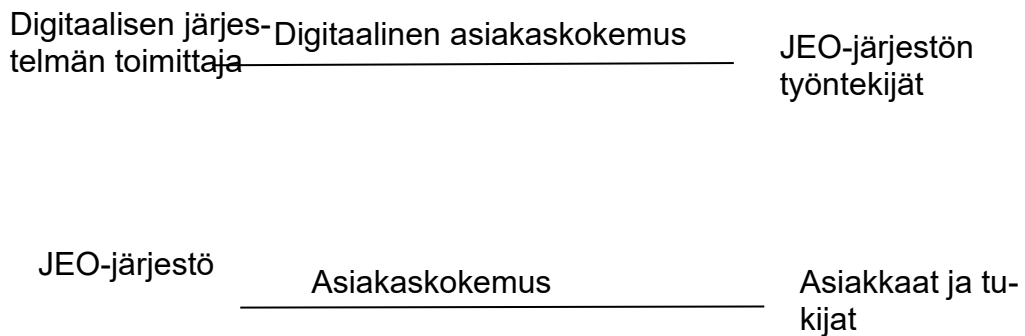 Digitaalisen järjes-
telmän toimittaja
Digitaalinen asiakaskokemus
JEO-järjestön
työntekijät
JEO-järjestö
Asiakaskokemus
Asiakkaat ja tu-
kijat